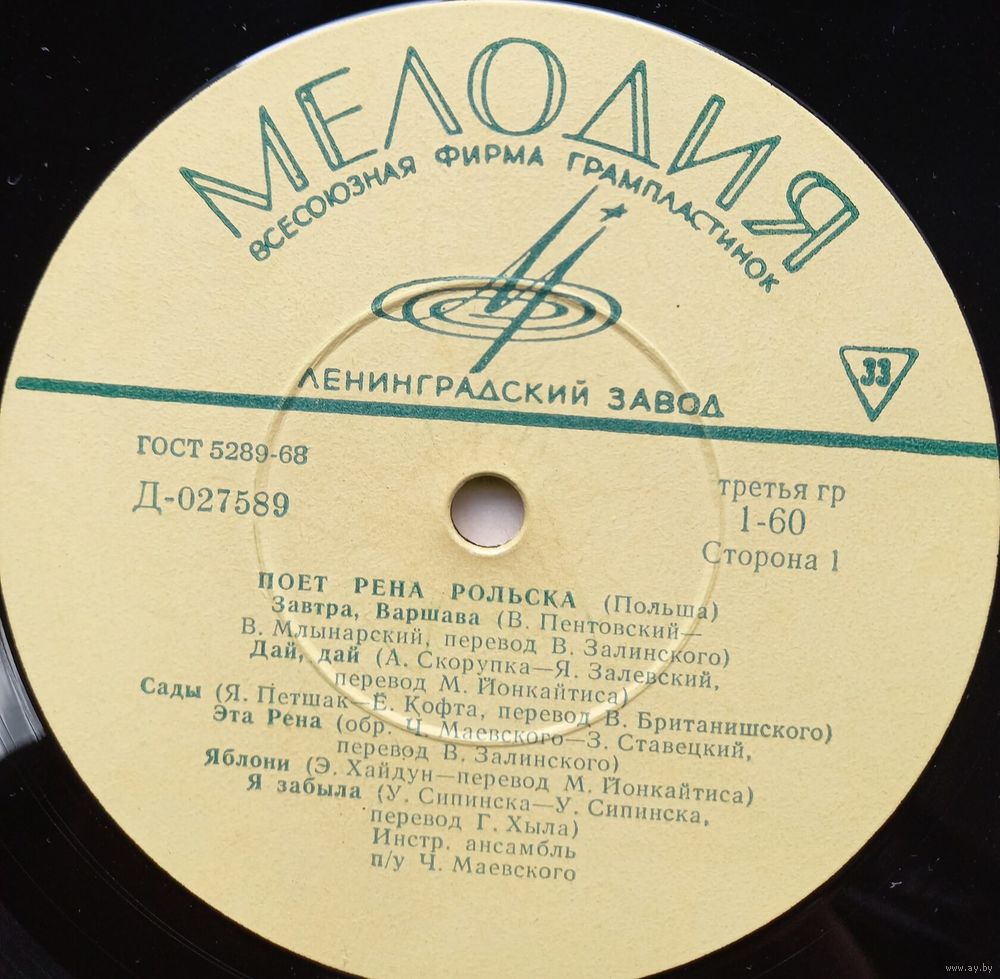 МЕЛОДИЯ
ВСЕСОЮЗНАЯ ФИРМА ГРАМПЛАСТИНОК
ЛЕНИНГРАДСКИЙ ЗАВОД
33
ГОСТ 5289-68
Д-027589
третья гр
1-60
Сторона 1
ПОЕТ РЕНА РОЛЬСКА (Польша)
Завтра, Варшава (В. Пентовский—
В. Млынарский, перевод В. Залинского)
Дай, дай (А. Скорупка—Я. Залевский,
перевод М. Йонкайтиса)
Сады (Я. Петшак—Е. Кофта, перевод В. Британишского)
Эта Рена (обр. Ч. Маевского—З. Ставецкий,
перевод В. Залинского)
Яблони (Э. Хайдун—перевод М. Йонкайтиса)
Я забыла (У. Сипинска—У. Сипинска,
перевод Г. Хыла)
Инстр. ансамбль
п/у Ч. Маевского
www.ay.by